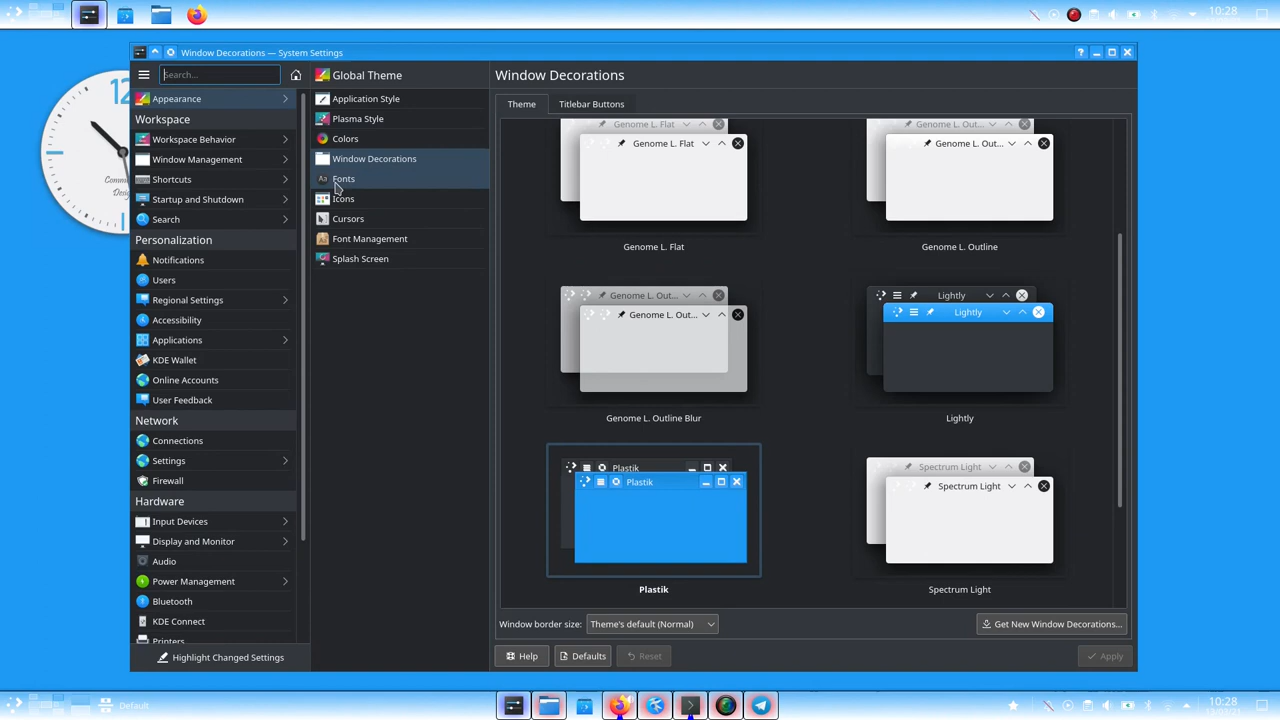 10:28
Window Decorations — System Settings
Search...
Global Theme
Window Decorations
Appearance
Workspace
Workspace Behavior
Window Management
Shortcuts
Startup and Shutdown
Search
Personalization
Notifications
Users
Regional Settings
Accessibility
Applications
KDE Wallet
Online Accounts
User Feedback
Network
Connections
Settings
Firewall
Hardware
Input Devices
Display and Monitor
Audio
Power Management
Bluetooth
KDE Connect
Printers
Highlight Changed Settings
Application Style
Plasma Style
Colors
Window Decorations
Aa
Fonts
Icons
Cursors
Font Management
Splash Screen
Theme
Titlebar Buttons
Genome L. Flat
Genome L. Flat
Genome L. Flat
Genome L. Out...
Genome L. Out...
Genome L. Outline
Genome L. Out...
Genome L. Out...
Genome L. Outline Blur
Lightly
Lightly
Lightly
Plastik
Plastik
Plastik
Spectrum Light
Spectrum Light
Spectrum Light
Window border size:
Theme's default (Normal)
Get New Window Decorations...
Help
Defaults
Reset
Apply
12
Default
10:28